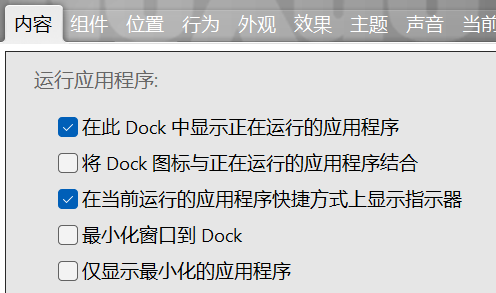 内容 组件 位置 行为 外观 效果 主题 声音 当前
运行应用程序:
在此 Dock 中显示正在运行的应用程序
将 Dock 图标与正在运行的应用程序结合
在当前运行的应用程序快捷方式上显示指示器
最小化窗口到 Dock
仅显示最小化的应用程序